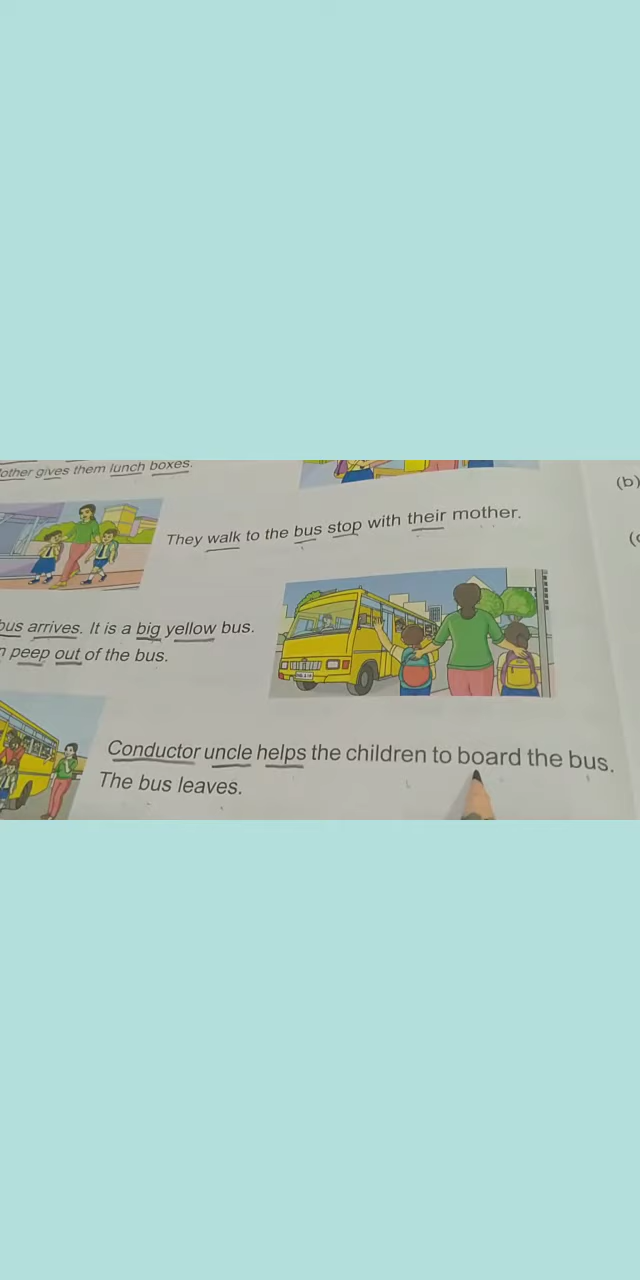 gives them lunch boxes.
(b)
They walk to the bus stop with their mother.
bus arrives. It is a big yellow bus.
peep out of the bus.
Conductor uncle helps the children to board the bus.
The bus leaves.